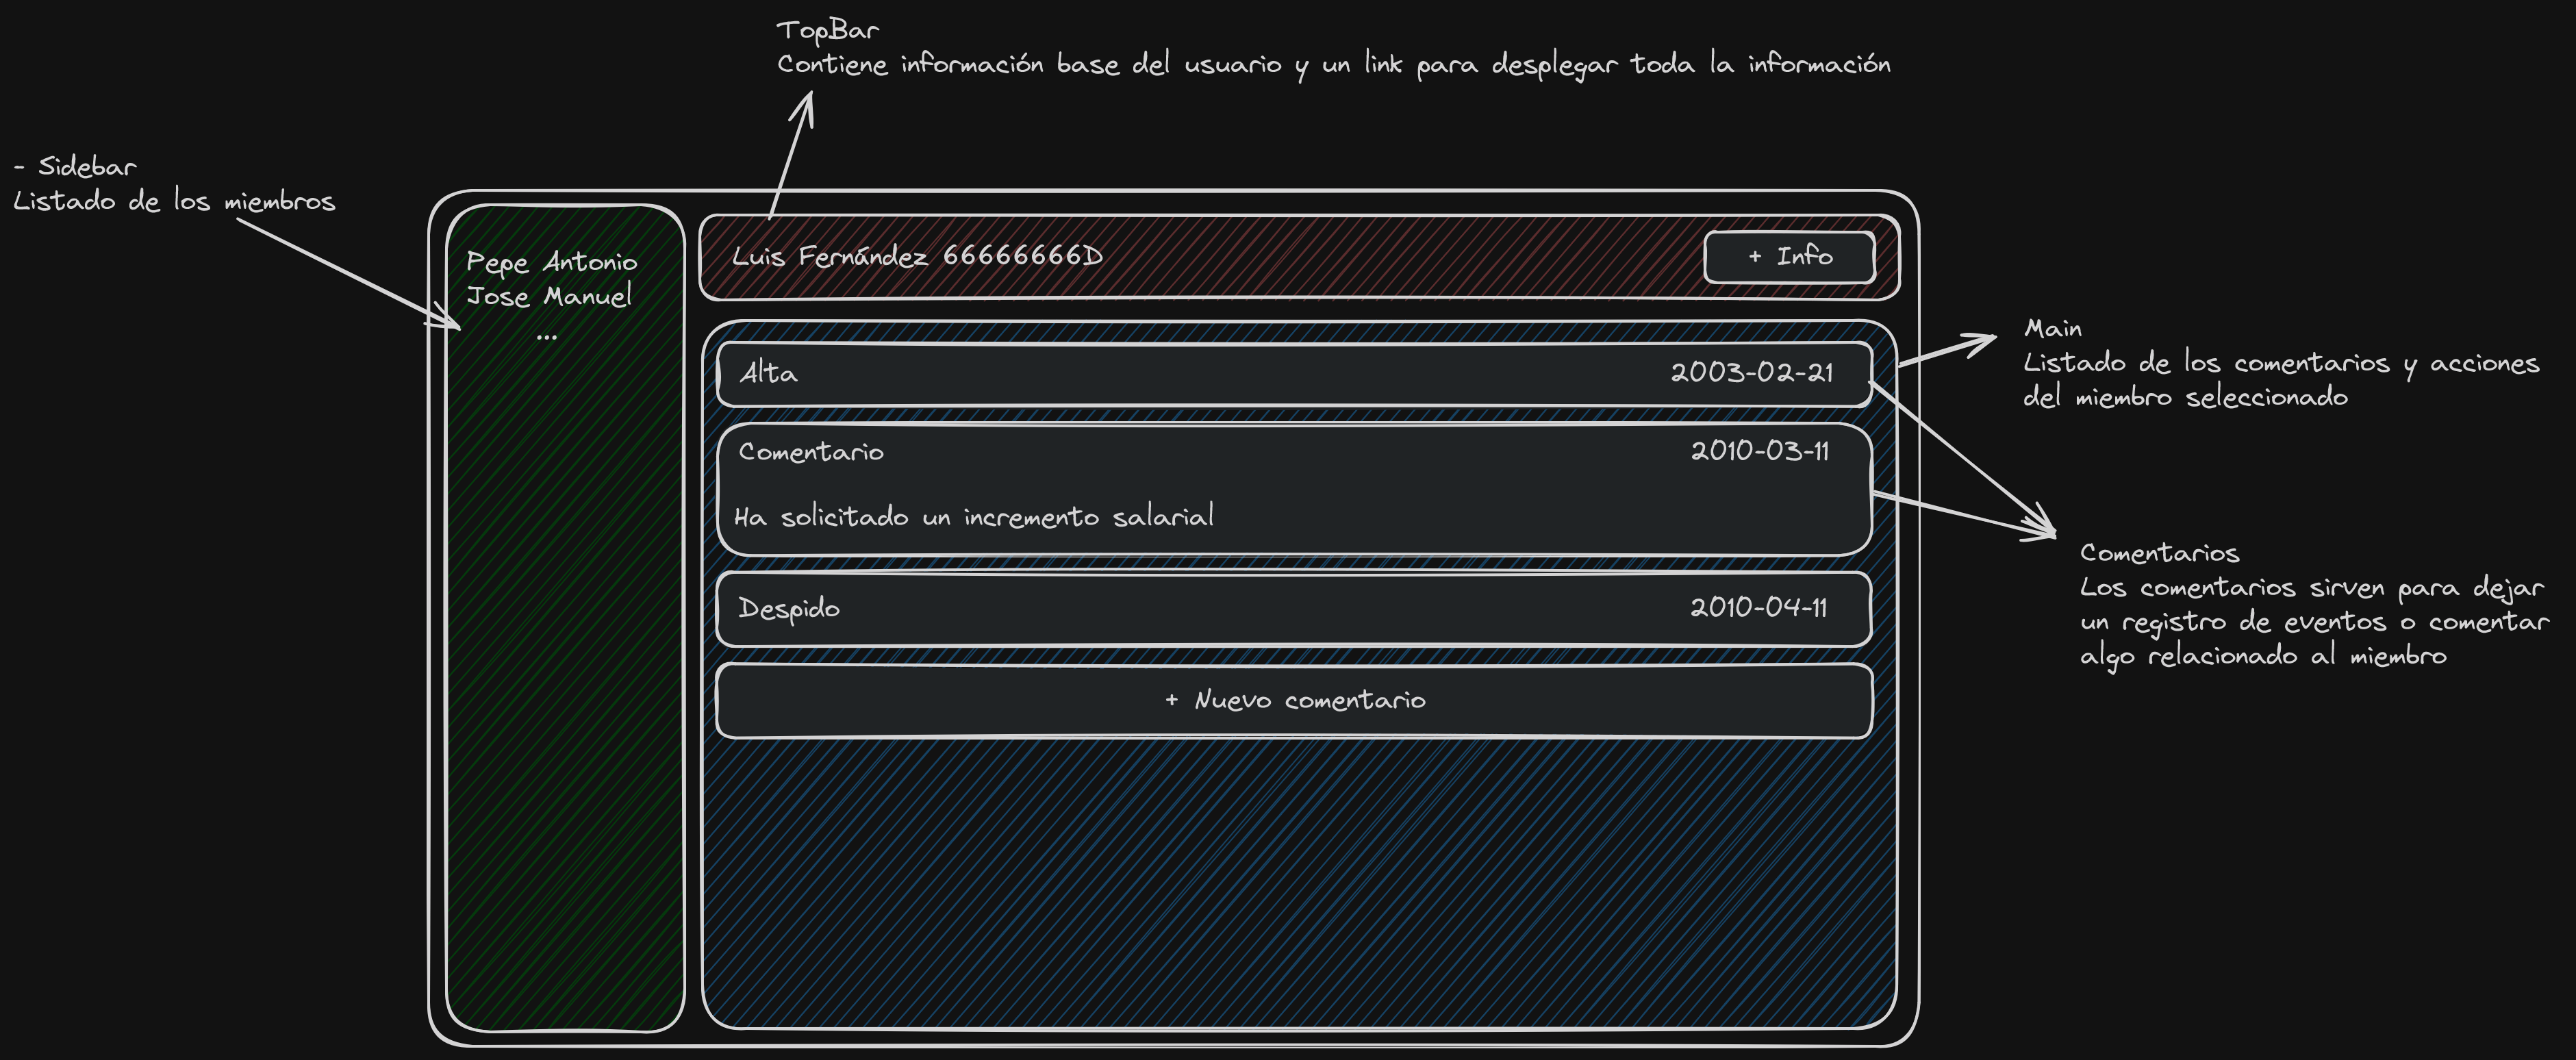 TopBar
Contiene información base del usuario y un link para desplegar toda la información
- Sidebar
Listado de los miembros
Pepe Antonio
Jose Manuel
...
Luis Fernández 66666666D
+ Info
Alta
2003-02-21
Comentario
2010-03-11
Ha solicitado un incremento salarial
Despido
2010-04-11
+ Nuevo comentario
Main
Listado de los comentarios y acciones
del miembro seleccionado
Comentarios
Los comentarios sirven para dejar
un registro de eventos o comentar
algo relacionado al miembro